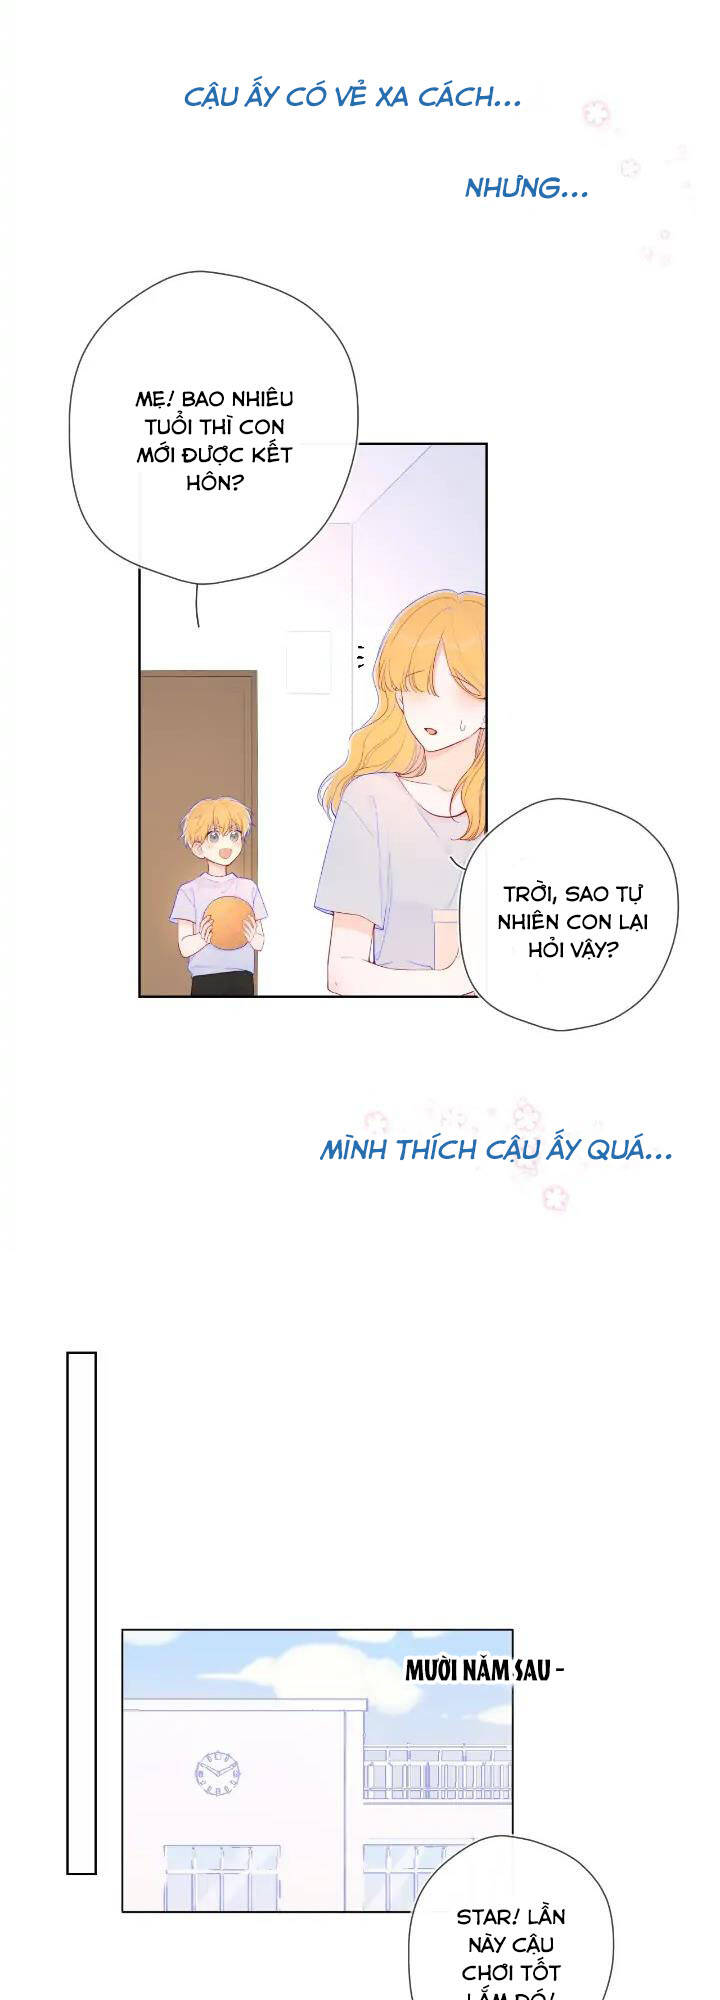 CẬU ẤY CÓ VẺ XA CÁCH...
NHƯNG...
MẸ! BAO NHIÊU
TUỔI THÌ CON
MỚI ĐƯỢC KẾT
HÔN?
TRỜI, SAO TỰ
NHIÊN CON LẠI
HỎI VẬY?
MÌNH THÍCH CẬU ẤY QUÁ...
MƯỜI NĂM SAU -
STAR! LẦN
NÀY CẬU
CHƠI TỐT
LẮM ĐÓ!